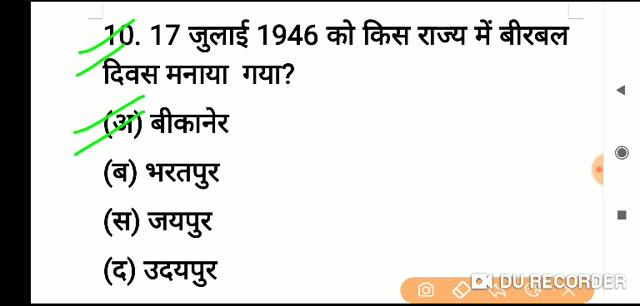 10. 17 जुलाई 1946 को किस राज्य में बीरबल
दिवस मनाया गया?
(अ) बीकानेर
(ब) भरतपुर
(स) जयपुर
(द) उदयपुर
DU RECORDER